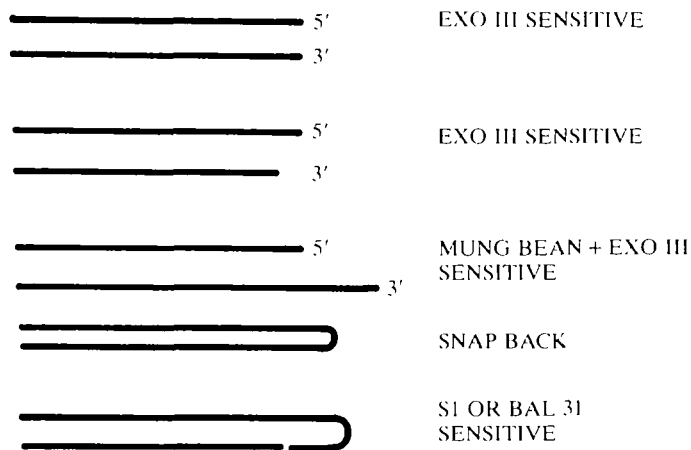 5′ EXO III SENSITIVE
3′
5′ EXO III SENSITIVE
3′
5′ MUNG BEAN + EXO III
SENSITIVE
3′
SNAP BACK
S1 OR BAL 31
SENSITIVE